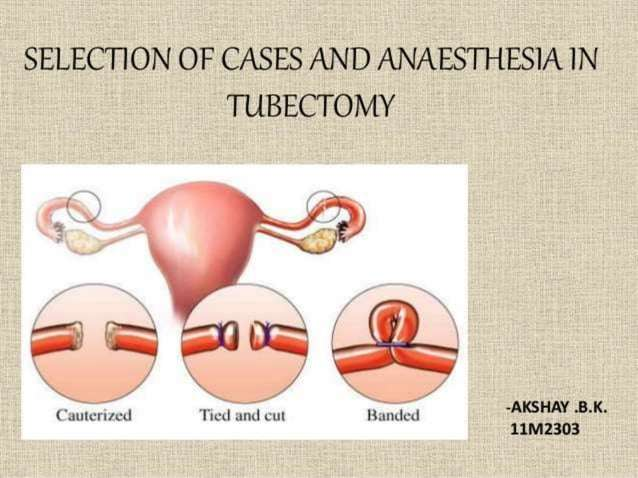 SELECTION OF CASES AND ANAESTHESIA IN
TUBECTOMY
Cauterized
Tied and cut
Banded
-AKSHAY .B.K.
11M2303